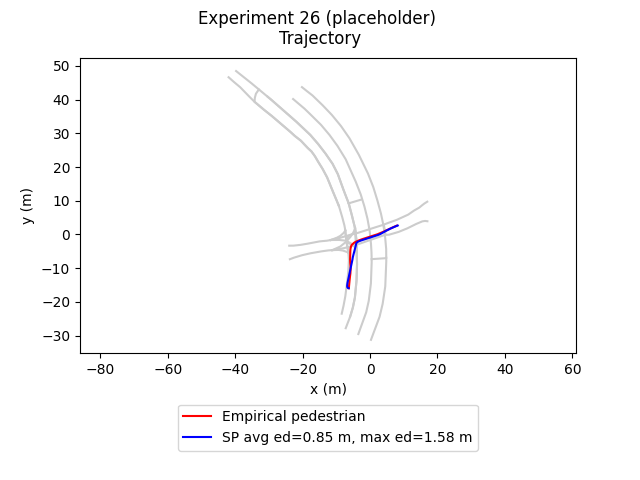 Experiment 26 (placeholder)
Trajectory
50
40
30
20
10
0
−10
−20
−30
y (m)
−80 −60 −40 −20 0 20 40 60
x (m)
Empirical pedestrian
SP avg ed=0.85 m, max ed=1.58 m